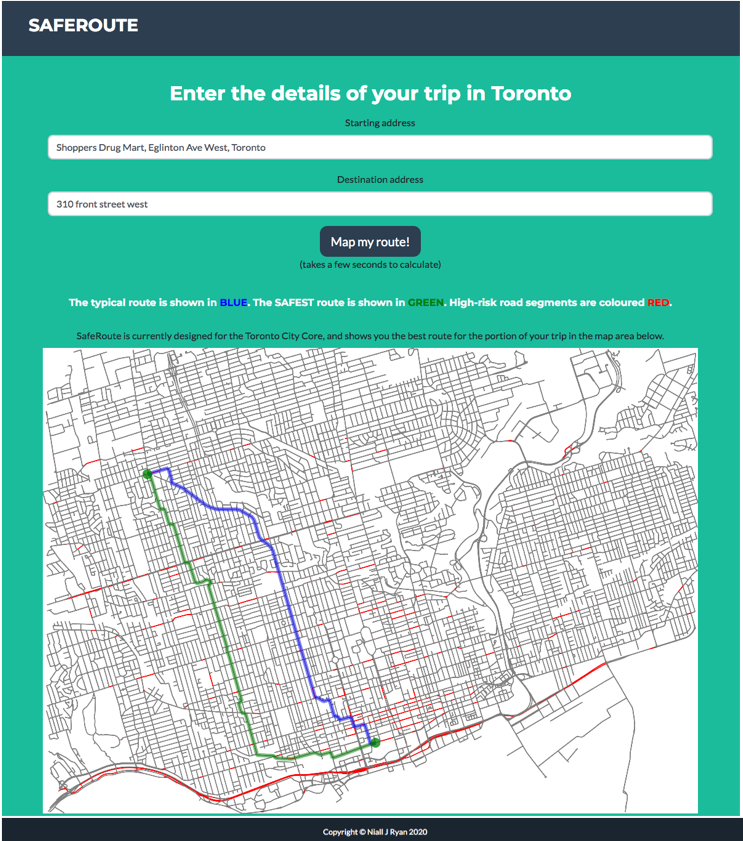 SAFEROUTE
Enter the details of your trip in Toronto
Starting address
Shoppers Drug Mart, Eglinton Ave West, Toronto
Destination address
310 front street west
Map my route!
(takes a few seconds to calculate)
The typical route is shown in BLUE. The SAFEST route is shown in GREEN. High-risk road segments are coloured RED.
SafeRoute is currently designed for the Toronto City Core, and shows you the best route for the portion of your trip in the map area below.
Copyright © Niall J Ryan 2020